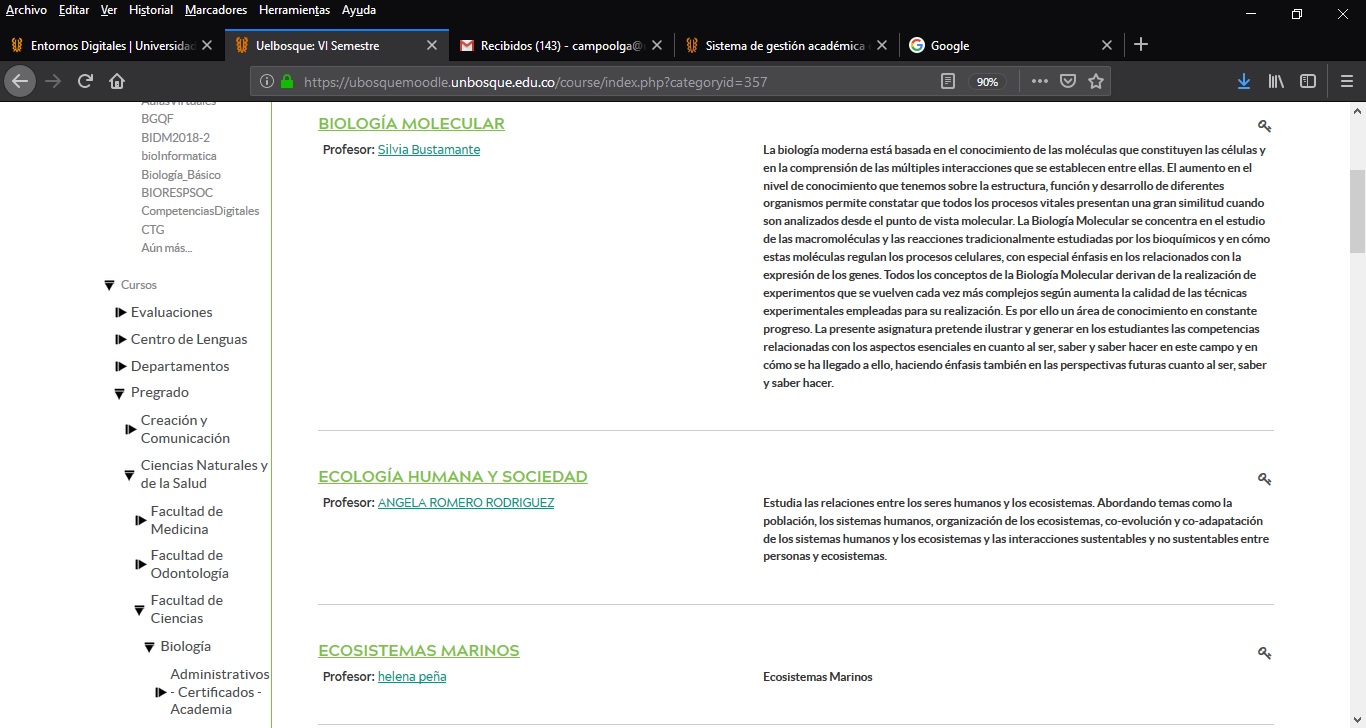 Archivo Editar Ver Historial Marcadores Herramientas Ayuda
Entornos Digitales | Universidad
Uelbosque: VI Semestre
Recibidos (143) - campoolga@
Sistema de gestión académica
Google
https://ubosquemoodle.unbosque.edu.co/course/index.php?categoryid=357
90%
AulasVirtuales
BGQF
BIDM2018-2
bioInformatica
Biología_Básico
BIORESPSOC
CompetenciasDigitales
CTG
Aún más...
Cursos
Evaluaciones
Centro de Lenguas
Departamentos
Pregrado
Creación y
Comunicación
Ciencias Naturales y
de la Salud
Facultad de
Medicina
Facultad de
Odontología
Facultad de
Ciencias
Biología
Administrativos
- Certificados -
Academia
BIOLOGÍA MOLECULAR
Profesor: Silvia Bustamante
La biología moderna está basada en el conocimiento de las moléculas que constituyen las células y
en la comprensión de las múltiples interacciones que se establecen entre ellas. El aumento en el
nivel de conocimiento que tenemos sobre la estructura, función y desarrollo de diferentes
organismos permite constatar que todos los procesos vitales presentan una gran similitud cuando
son analizados desde el punto de vista molecular. La Biología Molecular se concentra en el estudio
de las macromoléculas y las reacciones tradicionalmente estudiadas por los bioquímicos y en cómo
estas moléculas regulan los procesos celulares, con especial énfasis en los relacionados con la
expresión de los genes. Todos los conceptos de la Biología Molecular derivan de la realización de
experimentos que se vuelven cada vez más complejos según aumenta la calidad de las técnicas
experimentales empleadas para su realización. Es por ello un área de conocimiento en constante
progreso. La presente asignatura pretende ilustrar y generar en los estudiantes las competencias
relacionadas con los aspectos esenciales en cuanto al ser, saber y saber hacer en este campo y en
cómo se ha llegado a ello, haciendo énfasis también en las perspectivas futuras cuanto al ser, saber
y saber hacer.
ECOLOGÍA HUMANA Y SOCIEDAD
Profesor: ANGELA ROMERO RODRIGUEZ
Estudia las relaciones entre los seres humanos y los ecosistemas. Abordando temas como la
población, los sistemas humanos, organización de los ecosistemas, co-evolución y co-adapatación
de los sistemas humanos y los ecosistemas y las interacciones sustentables y no sustentables entre
personas y ecosistemas.
ECOSISTEMAS MARINOS
Profesor: helena peña
Ecosistemas Marinos